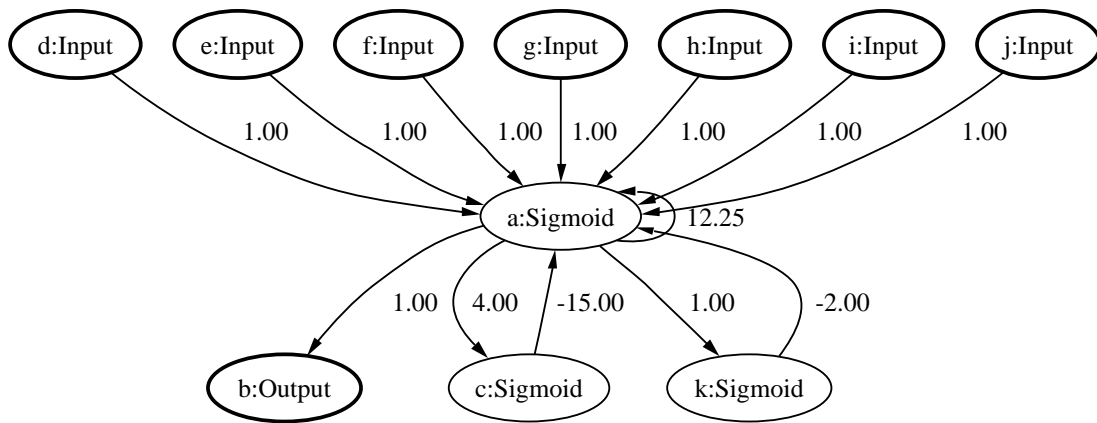 d:Input e:Input f:Input g:Input h:Input i:Input j:Input
1.00 1.00 1.00 1.00 1.00 1.00 1.00
a:Sigmoid 12.25
1.00 4.00 -15.00 1.00 -2.00
b:Output c:Sigmoid k:Sigmoid